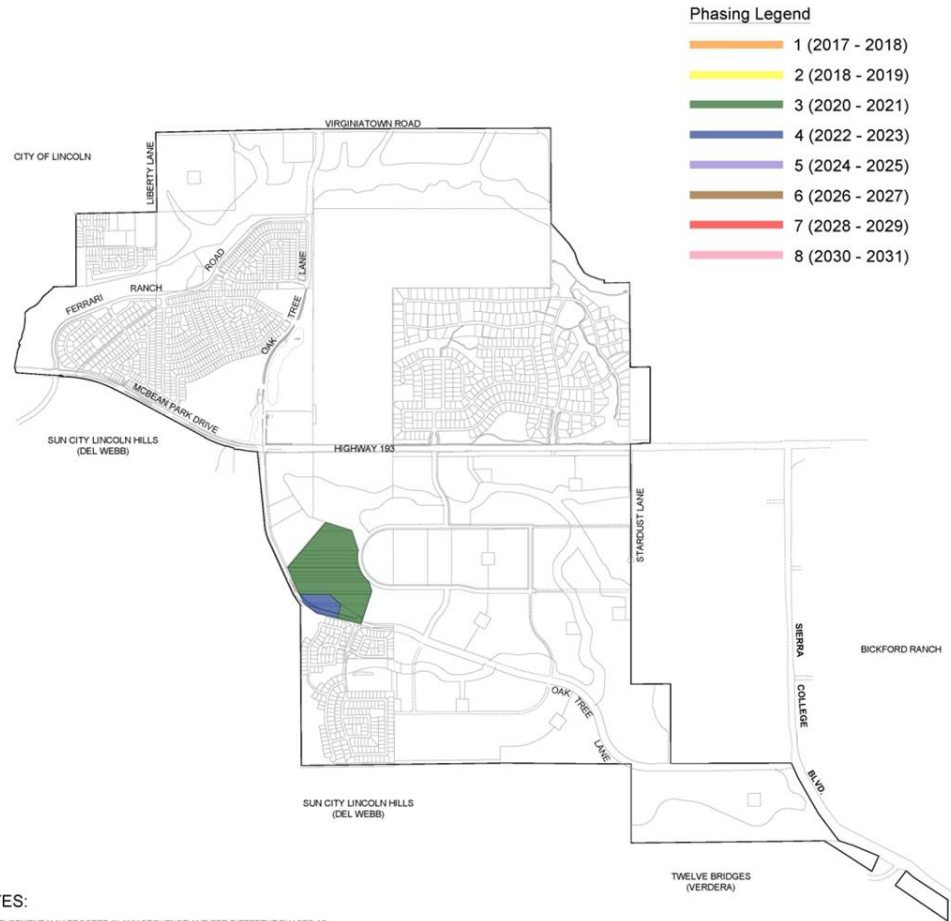 Phasing Legend
1 (2017 - 2018)
2 (2018 - 2019)
3 (2020 - 2021)
4 (2022 - 2023)
5 (2024 - 2025)
6 (2026 - 2027)
7 (2028 - 2029)
8 (2030 - 2031)
VIRGINIATOWN ROAD
CITY OF LINCOLN
LIBERTY LANE
FERRARI RANCH ROAD
OAK TREE LANE
MCBEAN PARK DRIVE
SUN CITY LINCOLN HILLS
(DEL WEBB)
HIGHWAY 193
STARDUST LANE
SIERRA COLLEGE BLVD.
BICKFORD RANCH
OAK TREE LANE
SUN CITY LINCOLN HILLS
(DEL WEBB)
TWELVE BRIDGES
(VERDERA)
TES: